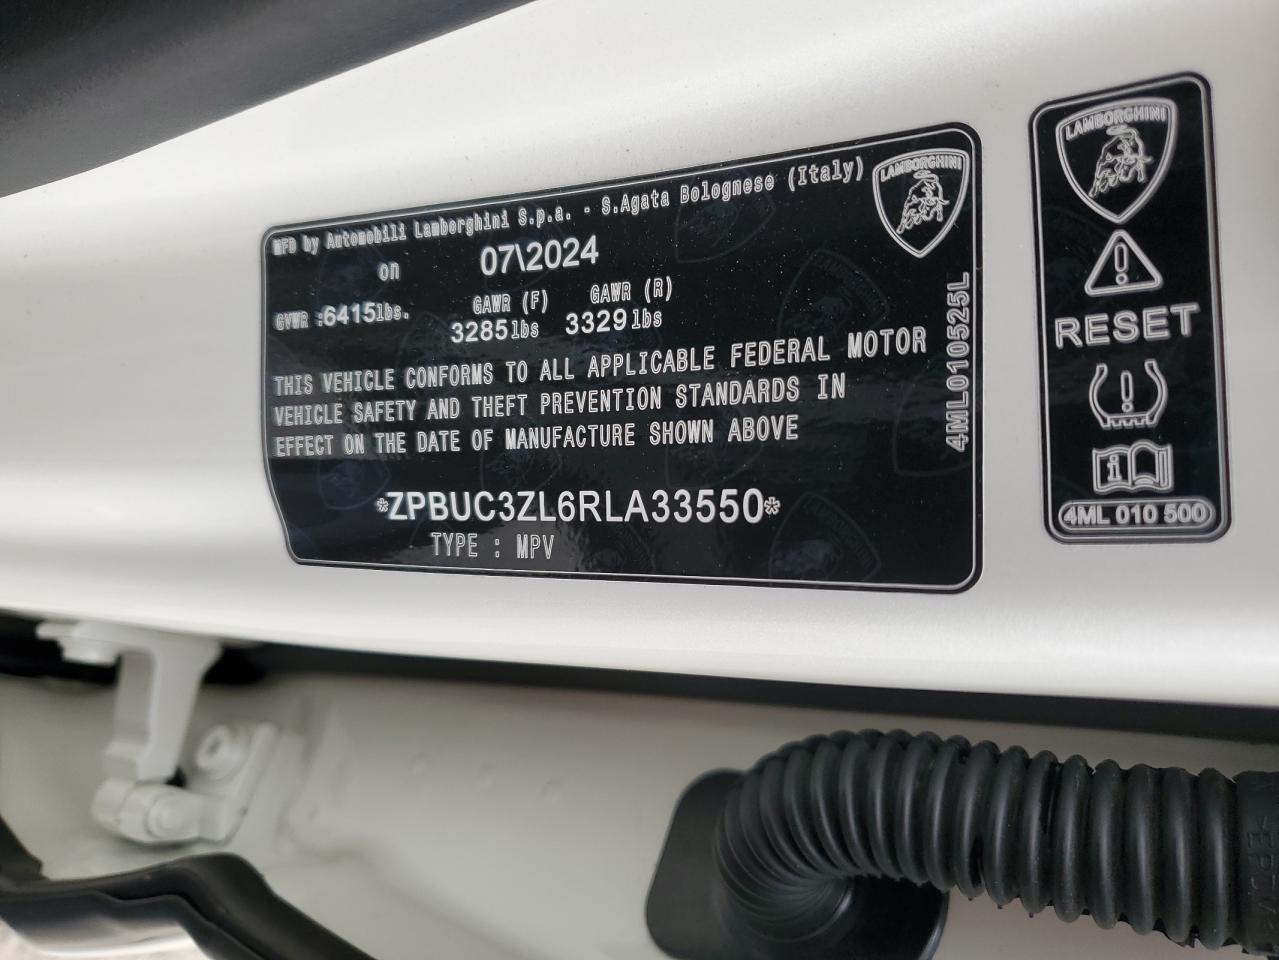 MFD by Automobili Lamborghini S.p.a. - S.Agata Bolognese (Italy)
LAMBORGHINI
on 07\2024
GVWR :6415lbs. GAWR (F) GAWR (R)
3285lbs 3329lbs
THIS VEHICLE CONFORMS TO ALL APPLICABLE FEDERAL MOTOR
VEHICLE SAFETY AND THEFT PREVENTION STANDARDS IN
EFFECT ON THE DATE OF MANUFACTURE SHOWN ABOVE
*ZPBUC3ZL6RLA33550*
TYPE : MPV
4ML010525L
LAMBORGHINI
RESET
4ML 010 500